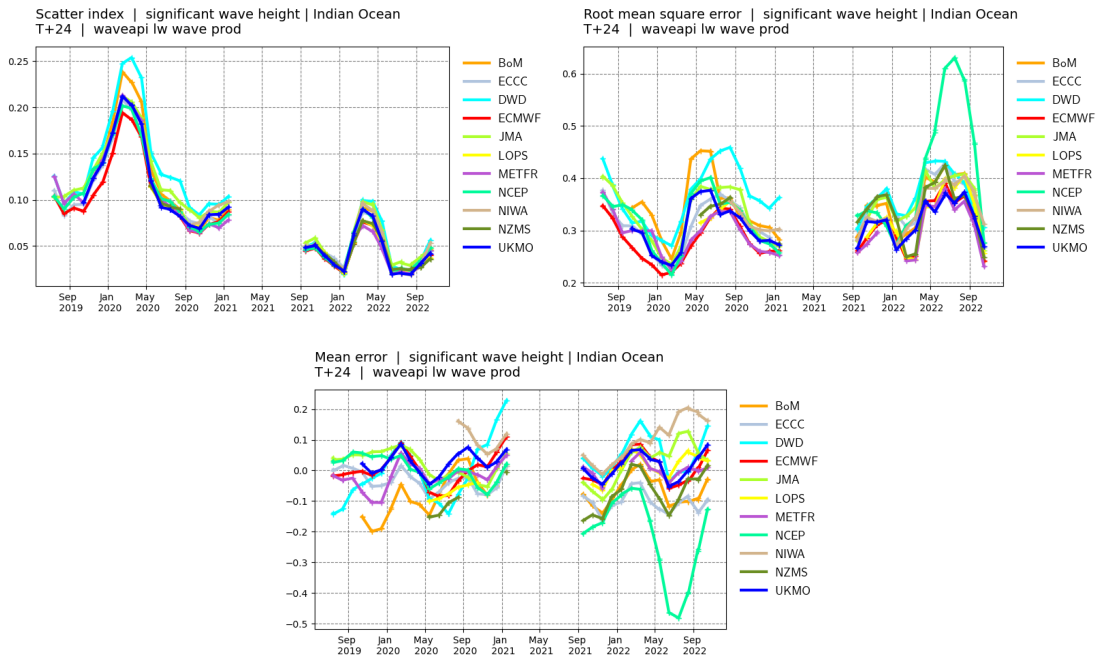 Scatter index | significant wave height | Indian Ocean
T+24 | waveapi lw wave prod
0.25
0.20
0.15
0.10
0.05
Sep
2019
Jan
2020
May
2020
Sep
2020
Jan
2021
May
2021
Sep
2021
Jan
2022
May
2022
Sep
2022
BoM
ECCC
DWD
ECMWF
JMA
LOPS
METFR
NCEP
NIWA
NZMS
UKMO
Root mean square error | significant wave height | Indian Ocean
T+24 | waveapi lw wave prod
0.6
0.5
0.4
0.3
0.2
Sep
2019
Jan
2020
May
2020
Sep
2020
Jan
2021
May
2021
Sep
2021
Jan
2022
May
2022
Sep
2022
BoM
ECCC
DWD
ECMWF
JMA
LOPS
METFR
NCEP
NIWA
NZMS
UKMO
Mean error | significant wave height | Indian Ocean
T+24 | waveapi lw wave prod
0.2
0.1
0.0
−0.1
−0.2
−0.3
−0.4
−0.5
Sep
2019
Jan
2020
May
2020
Sep
2020
Jan
2021
May
2021
Sep
2021
Jan
2022
May
2022
Sep
2022
BoM
ECCC
DWD
ECMWF
JMA
LOPS
METFR
NCEP
NIWA
NZMS
UKMO